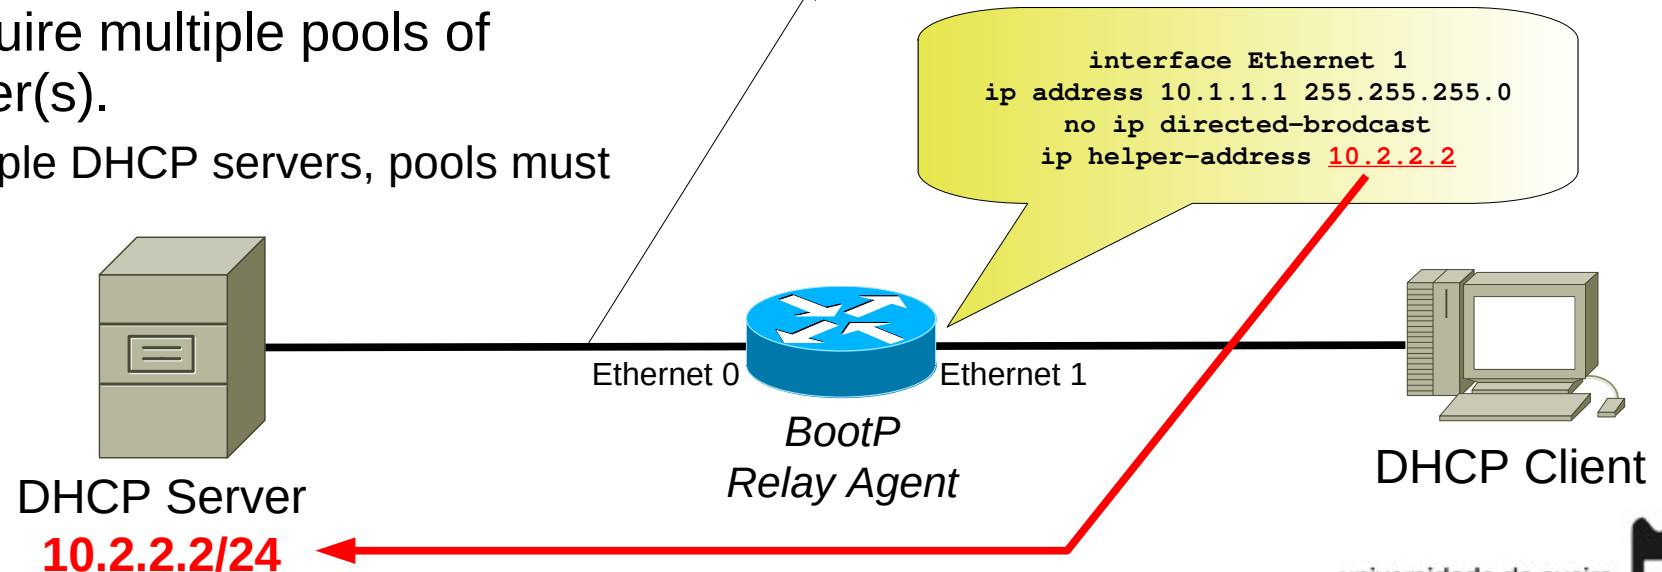 uire multiple pools of
er(s).
ple DHCP servers, pools must
interface Ethernet 1
ip address 10.1.1.1 255.255.255.0
no ip directed-brodcast
ip helper-address 10.2.2.2
Ethernet 0
Ethernet 1
BootP
Relay Agent
DHCP Server
10.2.2.2/24
DHCP Client